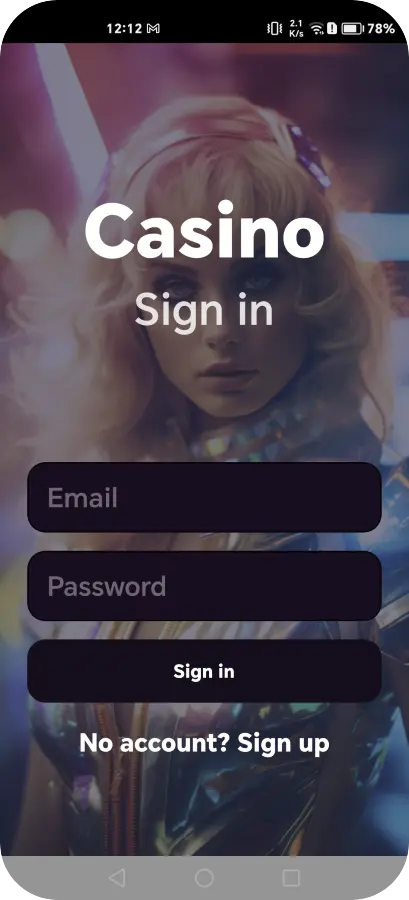 12:12
2.1
K/s
78%
Casino
Sign in
Email
Password
Sign in
No account? Sign up